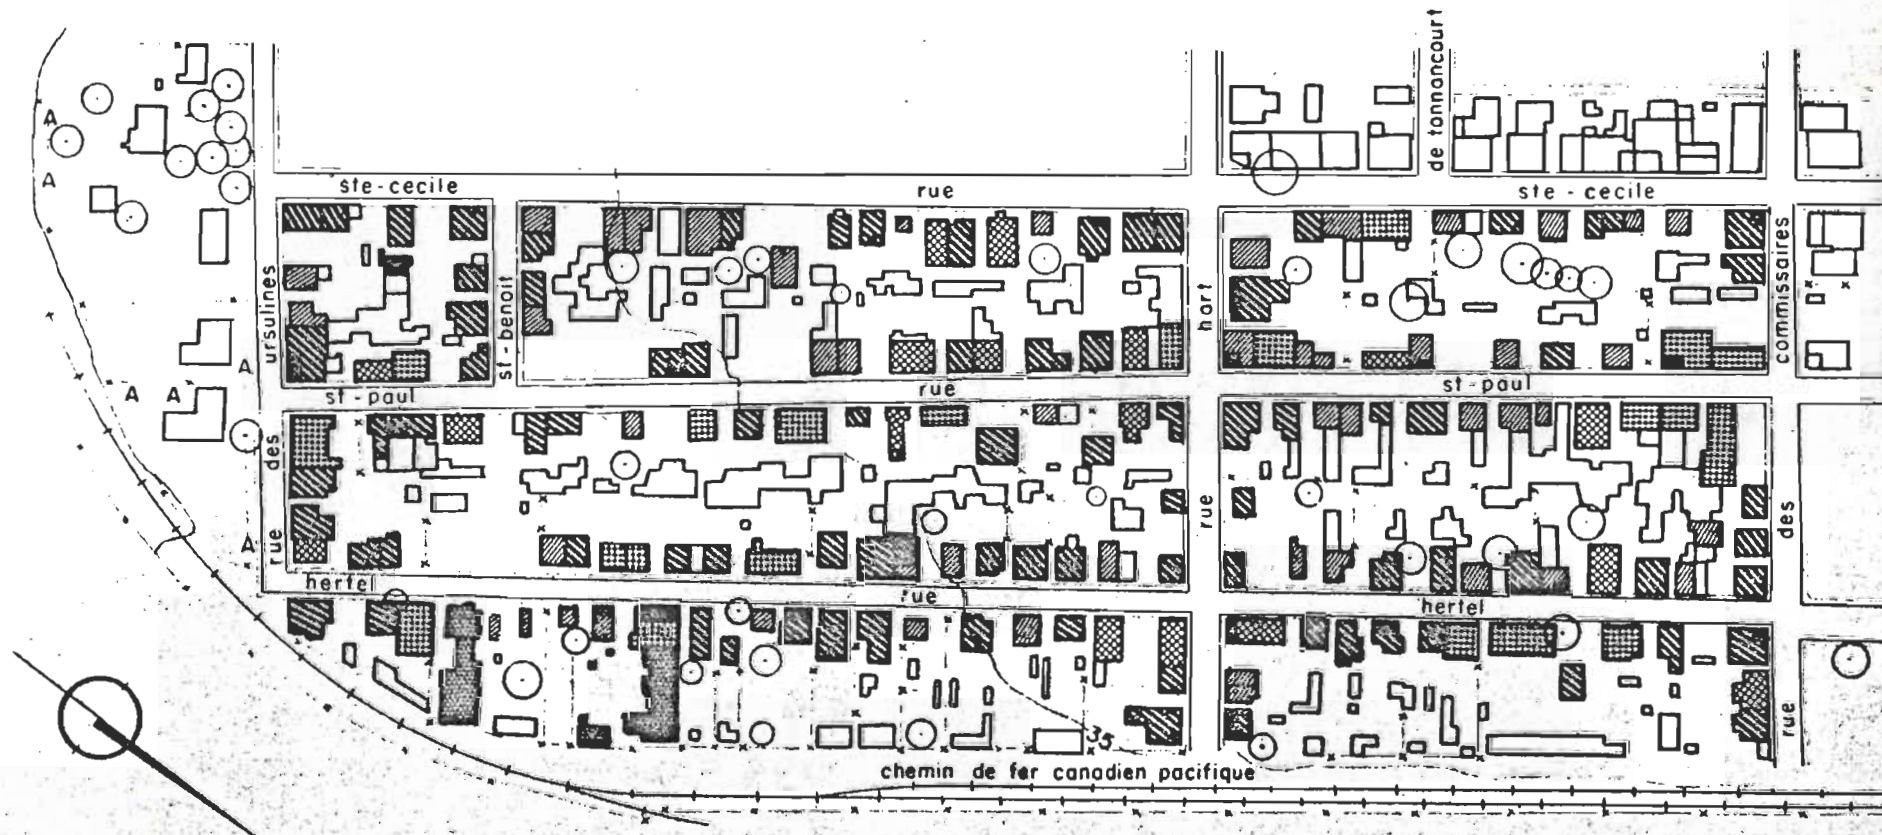 de tonnancourt
ste-cecile
rue
ste-cecile
ursulines
st-benoit
hart
commissaires
st-paul
rue
st-paul
des
rue
rue
des
hertel
rue
hertel
rue
35
chemin de fer canadien pacifique
A
A
A
A
A
A